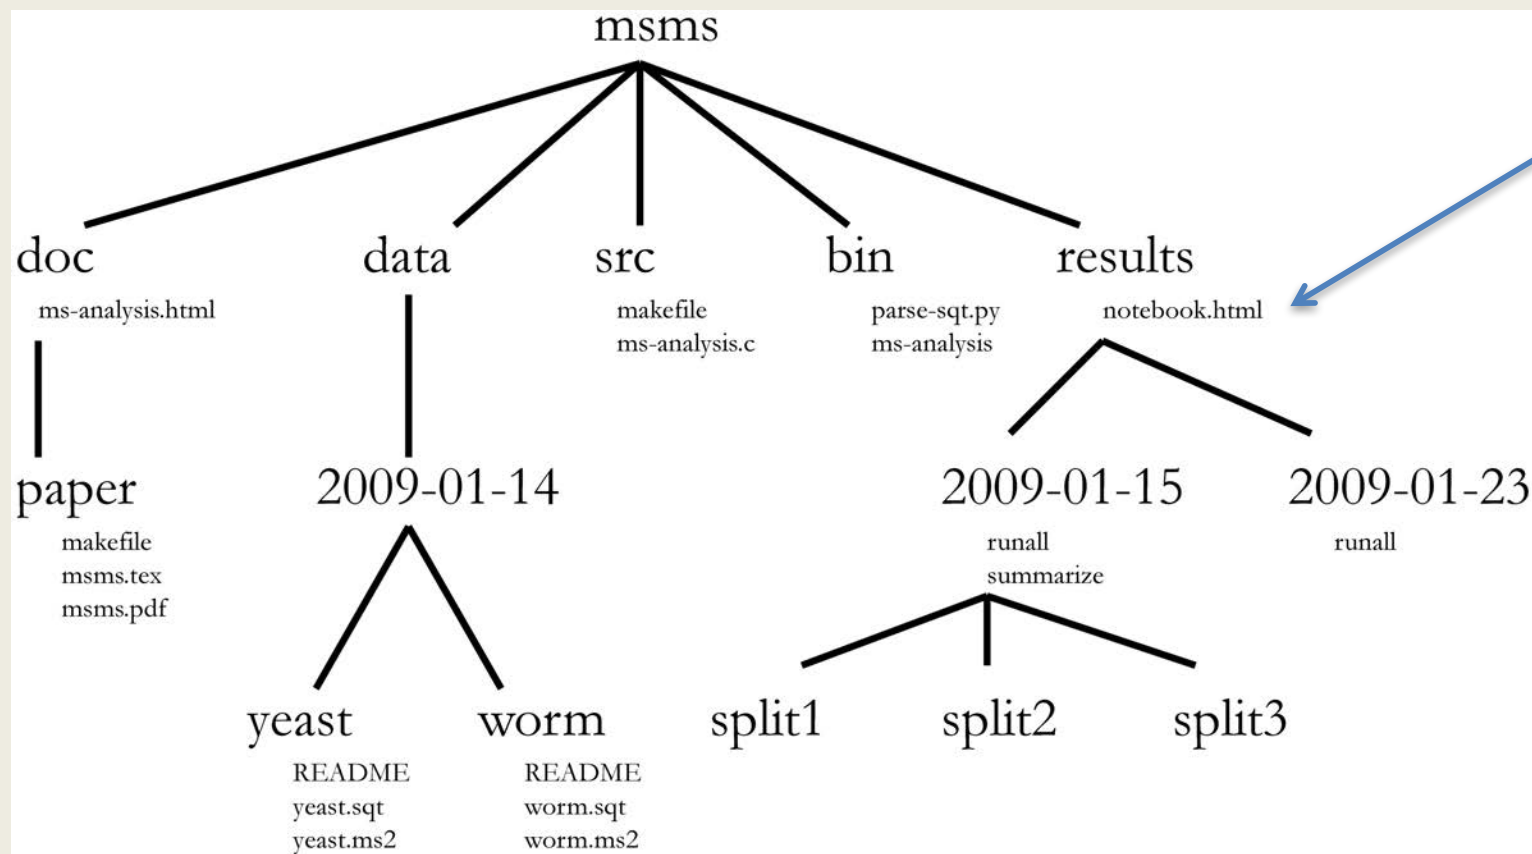 msms
doc
data
src
bin
results
ms-analysis.html
makefile
ms-analysis.c
parse-sqt.py
ms-analysis
notebook.html
paper
2009-01-14
2009-01-15
2009-01-23
makefile
msms.tex
msms.pdf
runall
summarize
runall
yeast
worm
split1
split2
split3
README
yeast.sqt
yeast.ms2
README
worm.sqt
worm.ms2